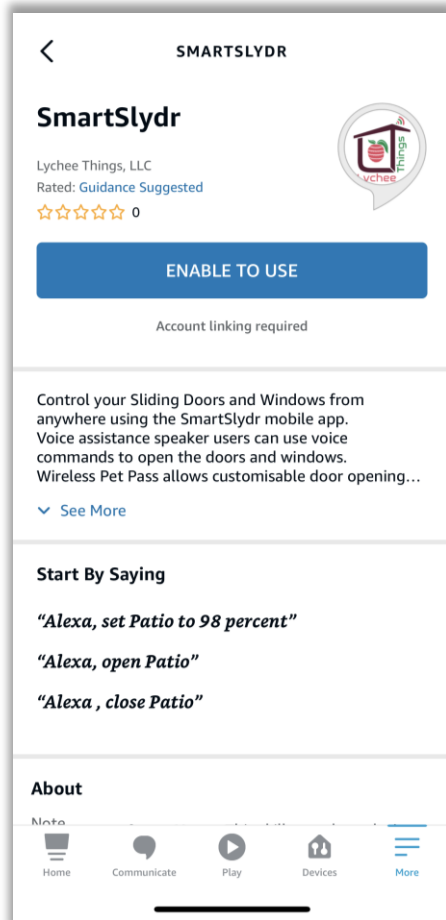 SMARTSLYDR
SmartSlydr
Lychee Things, LLC
Rated: Guidance Suggested
0
ychee
Things
ENABLE TO USE
Account linking required
Control your Sliding Doors and Windows from
anywhere using the SmartSlydr mobile app.
Voice assistance speaker users can use voice
commands to open the doors and windows.
Wireless Pet Pass allows customisable door opening...
See More
Start By Saying
“Alexa, set Patio to 98 percent”
“Alexa, open Patio”
“Alexa , close Patio”
About
Note
Home Communicate Play Devices More